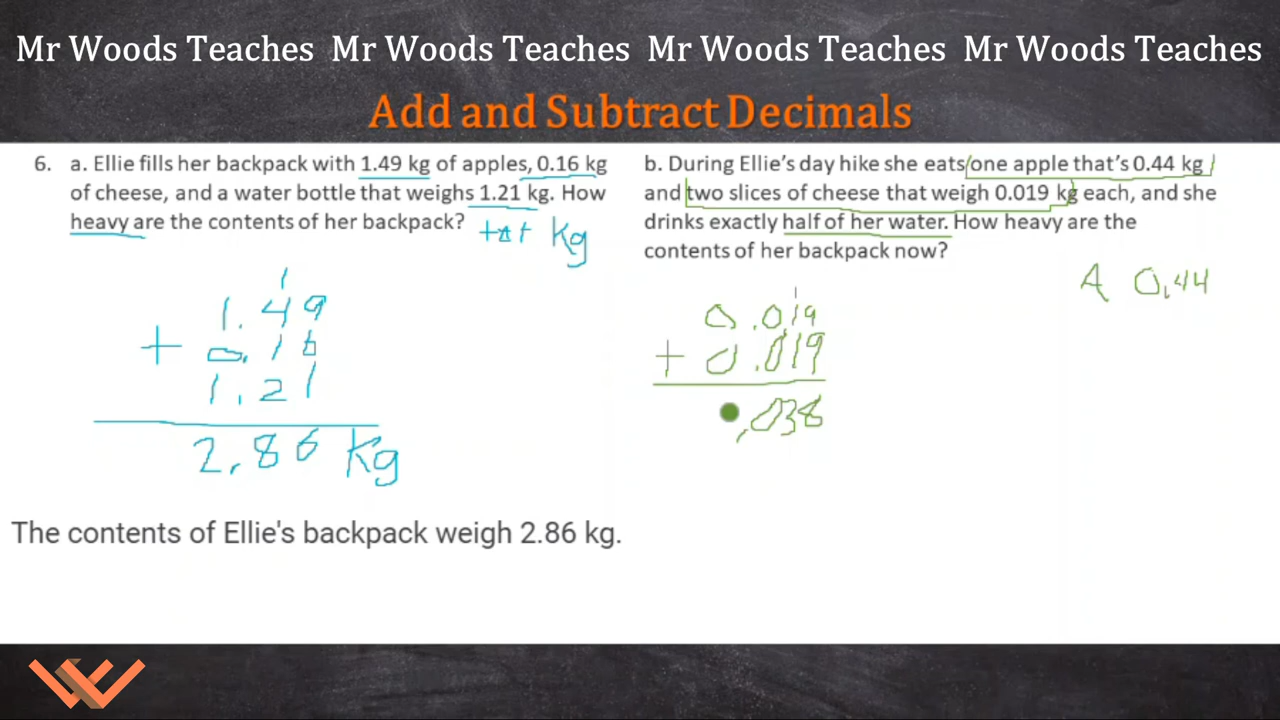 Mr Woods Teaches Mr Woods Teaches Mr Woods Teaches Mr Woods Teaches
Add and Subtract Decimals
6. a. Ellie fills her backpack with 1.49 kg of apples, 0.16 kg
of cheese, and a water bottle that weighs 1.21 kg. How
heavy are the contents of her backpack?
kg
1
1.49
+ 0.16
1.21
2.86 kg
The contents of Ellie's backpack weigh 2.86 kg.
b. During Ellie's day hike she eats one apple that's 0.44 kg
and two slices of cheese that weigh 0.019 kg each, and she
drinks exactly half of her water. How heavy are the
contents of her backpack now?
A 0.44
1
0.019
+ 0.019
.038